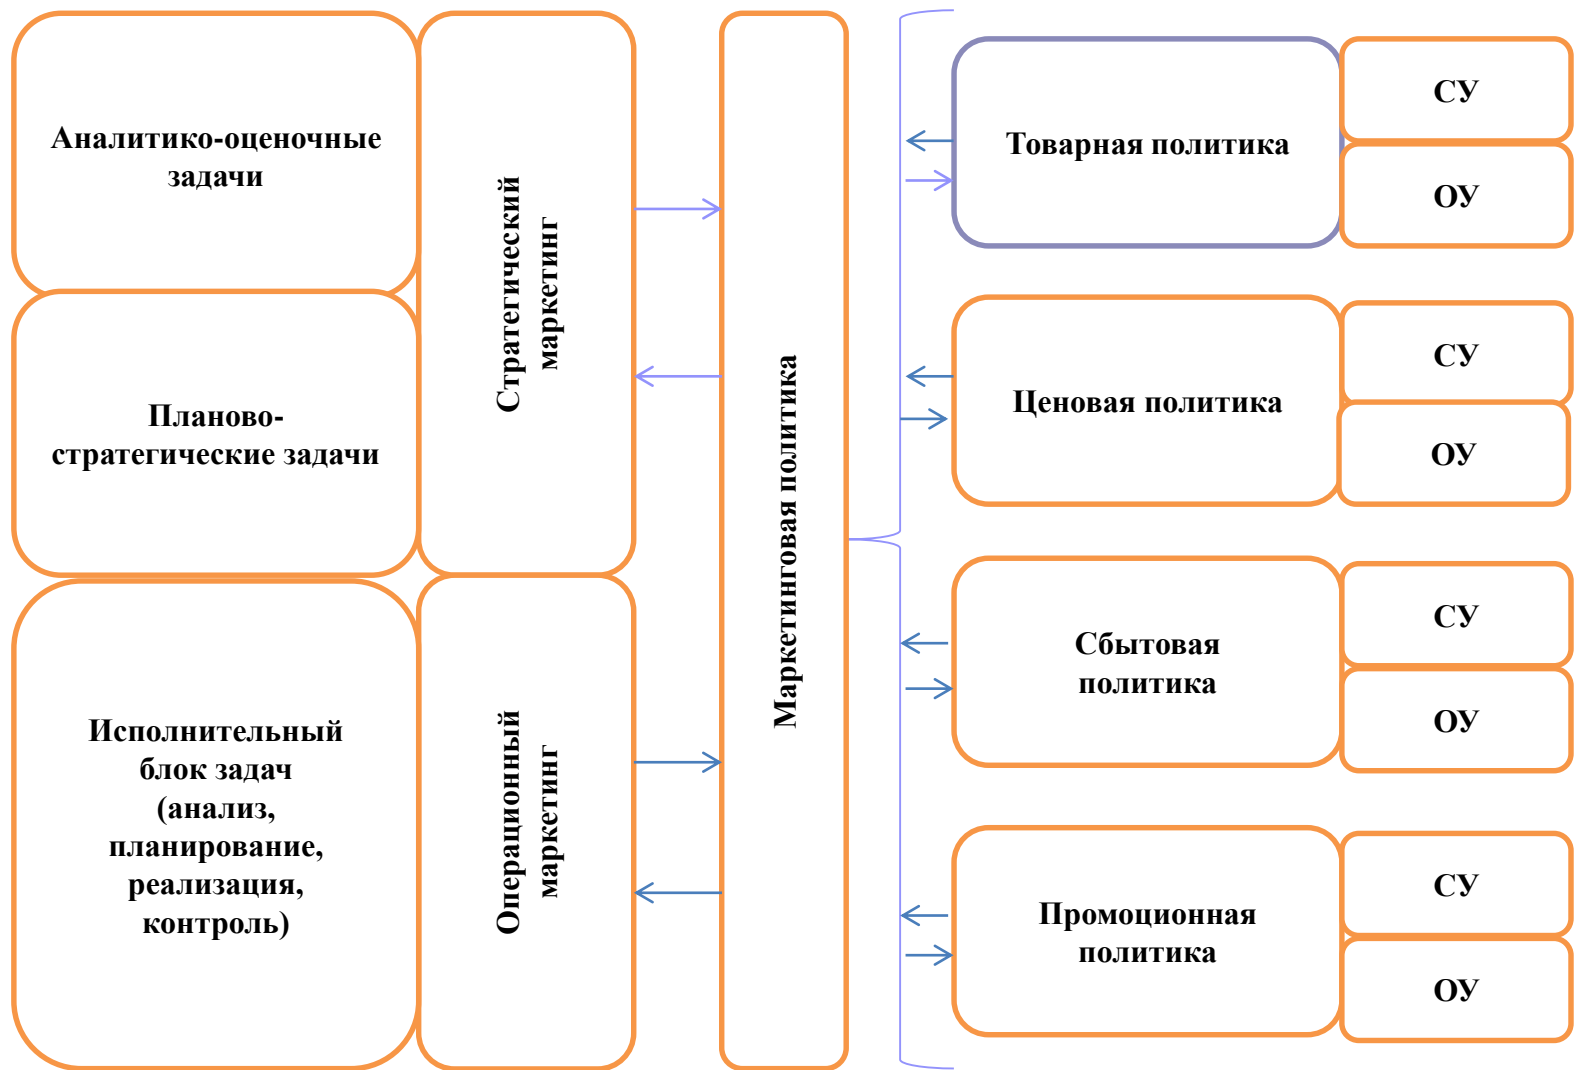 Аналитико-оценочные
задачи
Планово-
стратегические задачи
Исполнительный
блок задач
(анализ,
планирование,
реализация,
контроль)
Стратегический
маркетинг
Операционный
маркетинг
Маркетинговая политика
Товарная политика
СУ
ОУ
Ценовая политика
СУ
ОУ
Сбытовая
политика
СУ
ОУ
Промоционная
политика
СУ
ОУ